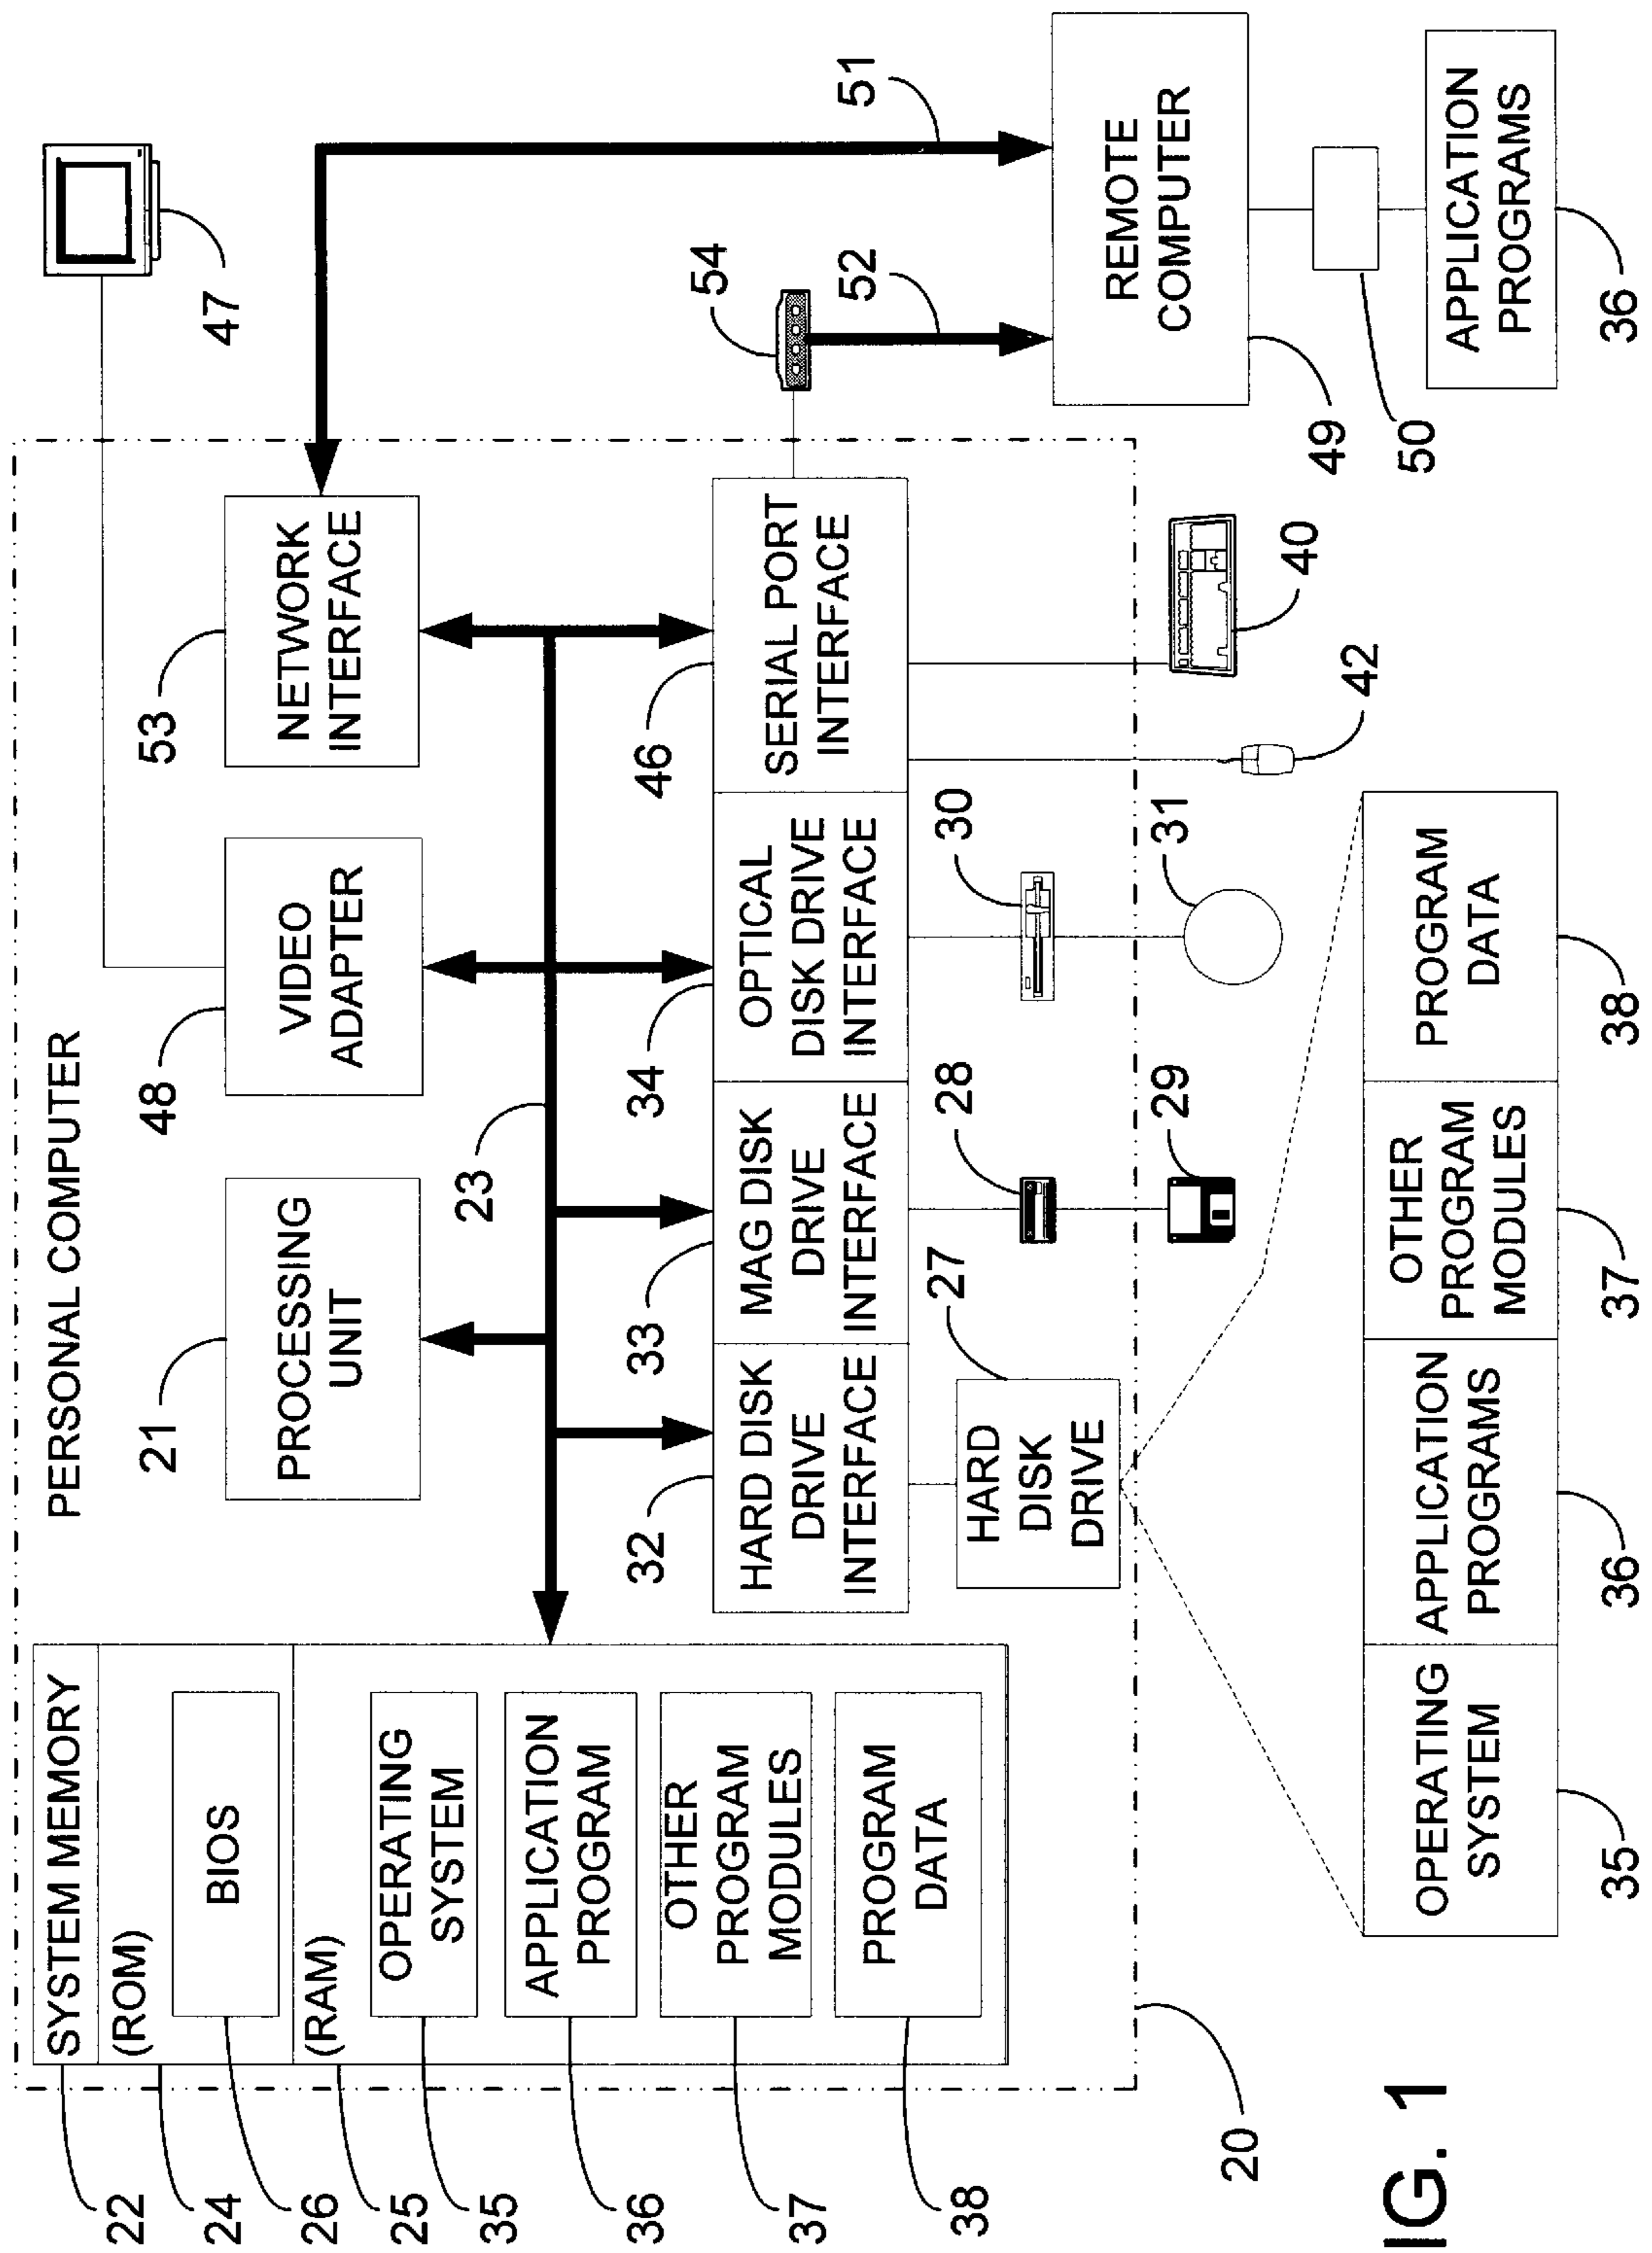 PERSONAL COMPUTER
22
SYSTEM MEMORY
24
(ROM)
26
BIOS
25
(RAM)
35
OPERATING
SYSTEM
36
APPLICATION
PROGRAM
37
OTHER
PROGRAM
MODULES
38
PROGRAM
DATA
21
PROCESSING
UNIT
48
VIDEO
ADAPTER
53
NETWORK
INTERFACE
47
23
32
HARD DISK
DRIVE
INTERFACE
33
MAG DISK
DRIVE
INTERFACE
34
OPTICAL
DISK DRIVE
INTERFACE
46
SERIAL PORT
INTERFACE
54
52
51
HARD
DISK
DRIVE
27
28
29
30
31
42
40
REMOTE
COMPUTER
49
50
APPLICATION
PROGRAMS
36
20
OPERATING
SYSTEM
35
APPLICATION
PROGRAMS
36
OTHER
PROGRAM
MODULES
37
PROGRAM
DATA
38
IG. 1